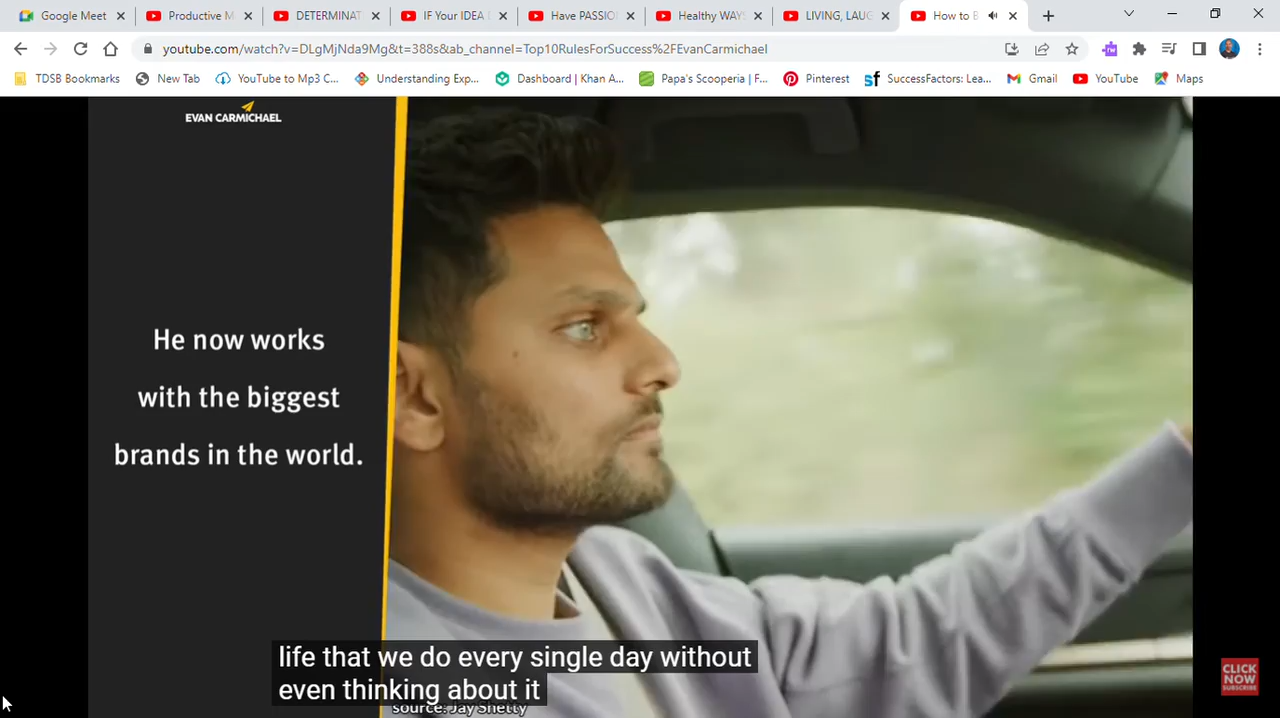 Google Meet
Productive M
DETERMINAT
IF Your IDEA I
Have PASSIO
Healthy WAYS
LIVING, LAUG
How to B
youtube.com/watch?v=DLgMjNda9Mg&t=388s&ab_channel=Top10RulesForSuccess%2FEvanCarmichael
TDSB Bookmarks
New Tab
YouTube to Mp3 C...
Understanding Exp...
Dashboard | Khan A...
Papa's Scooperia | F...
Pinterest
SuccessFactors: Lea...
Gmail
YouTube
Maps
EVAN CARMICHAEL
He now works
with the biggest
brands in the world.
life that we do every single day without
even thinking about it
source: Jay Shetty
CLICK
NOW
SUBSCRIBE